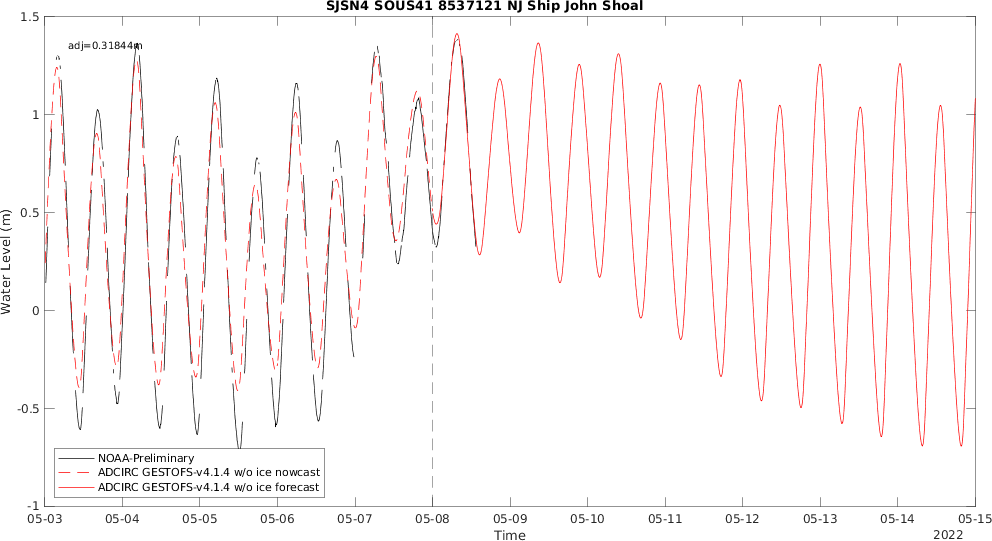 SJSN4 SOUS41 8537121 NJ Ship John Shoal
adj=0.31844m
Water Level (m)
1.5
1
0.5
0
-0.5
-1
NOAA-Preliminary
ADCIRC GESTOFS-v4.1.4 w/o ice nowcast
ADCIRC GESTOFS-v4.1.4 w/o ice forecast
05-03 05-04 05-05 05-06 05-07 05-08 05-09 05-10 05-11 05-12 05-13 05-14 05-15
Time
2022